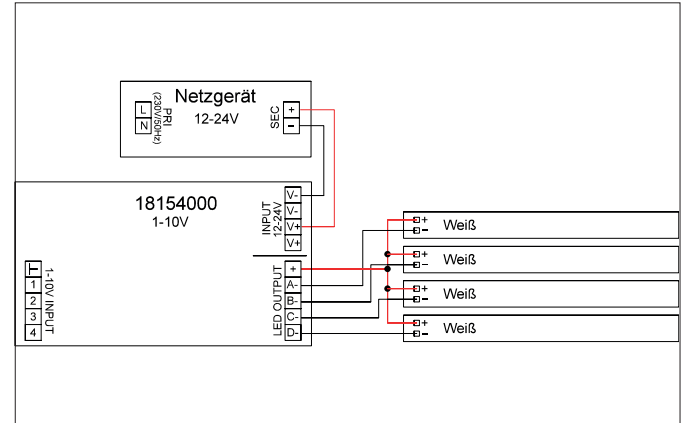 Netzgerät
12-24V
L
N
PRI
(230V/50Hz)
SEC
+
-
18154000
1-10V
INPUT
12-24V
V-
V-
V+
V+
1-10V INPUT
T
1
2
3
4
LED OUTPUT
+
A-
B-
C-
D-
+
-
Weiß
+
-
Weiß
+
-
Weiß
+
-
Weiß